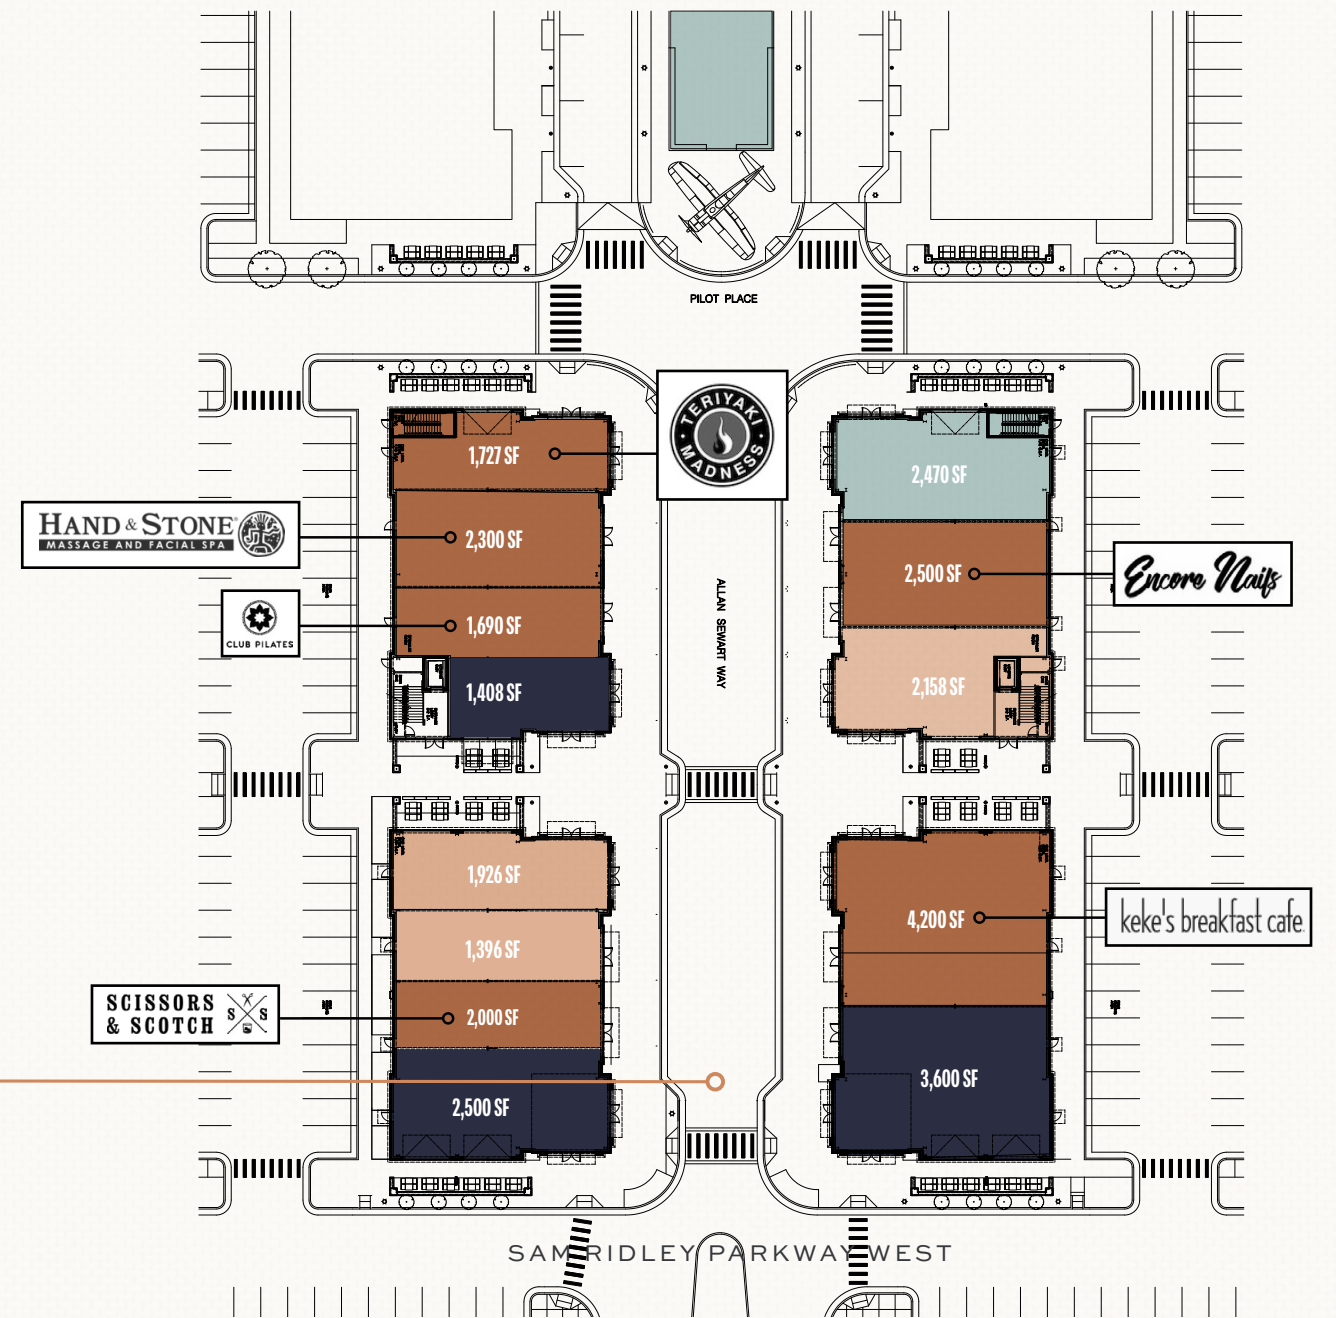 PILOT PLACE
TERIYAKI
MADNESS
1,727 SF
2,470 SF
HAND & STONE®
MASSAGE AND FACIAL SPA
2,300 SF
2,500 SF
Encore Nails
CLUB PILATES
1,690 SF
ALLAN SEWART WAY
1,408 SF
2,158 SF
1,926 SF
4,200 SF
keke's breakfast cafe.
1,396 SF
SCISSORS
& SCOTCH
S S
2,000 SF
3,600 SF
2,500 SF
SAM RIDLEY PARKWAY WEST